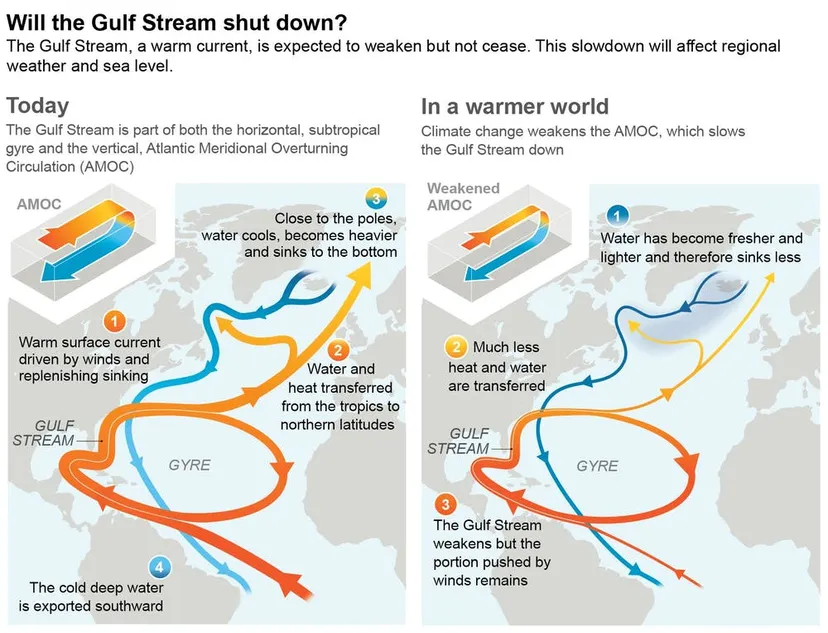 Will the Gulf Stream shut down?
The Gulf Stream, a warm current, is expected to weaken but not cease. This slowdown will affect regional
weather and sea level.
Today
The Gulf Stream is part of both the horizontal, subtropical
gyre and the vertical, Atlantic Meridional Overturning
Circulation (AMOC)
AMOC
3
Close to the poles,
water cools, becomes heavier
and sinks to the bottom
1
Warm surface current
driven by winds and
replenishing sinking
2
Water and
heat transferred
from the tropics to
northern latitudes
GULF
STREAM
GYRE
4
The cold deep water
is exported southward
In a warmer world
Climate change weakens the AMOC, which slows
the Gulf Stream down
Weakened
AMOC
1
Water has become fresher and
lighter and therefore sinks less
2
Much less
heat and water
are transferred
GULF
STREAM
GYRE
3
The Gulf Stream
weakens but the
portion pushed by
winds remains